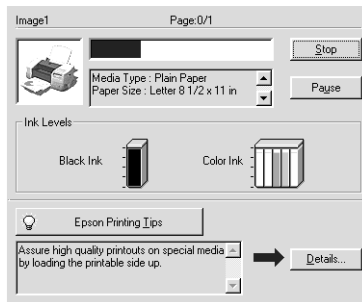 Image1 Page:0/1
Stop
Media Type : Plain Paper
Paper Size : Letter 8 1/2 x 11 in
Pause
Ink Levels
Black Ink Color Ink
Epson Printing Tips
Assure high quality printouts on special media
by loading the printable side up.
Details...